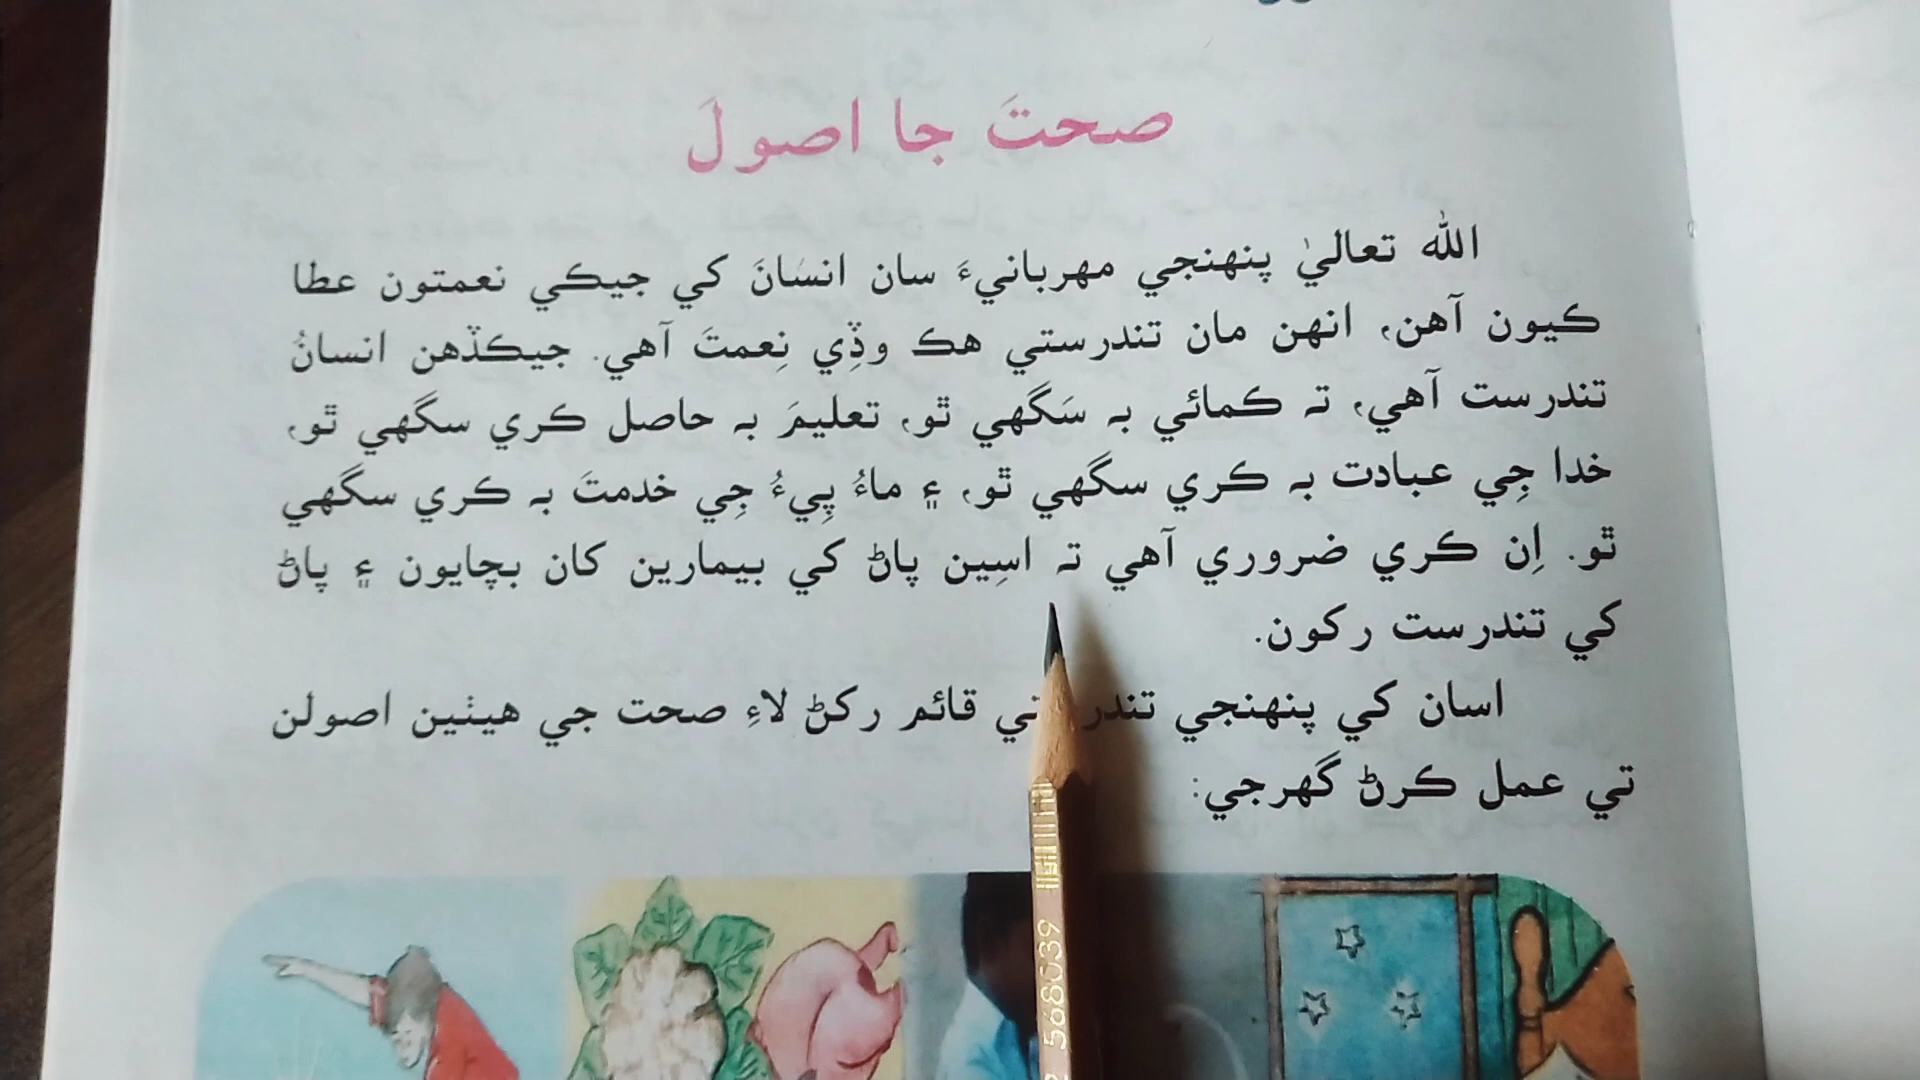 صحتَ جا اصولَ
الله تعاليٰ پنهنجي مهربانيءَ سان انسانَ کي جيڪي نعمتون عطا
ڪيون آهن، انهن مان تندرستي هڪ وڏِي نِعمتَ آهي. جيڪڏهن انسانُ
تندرست آهي، تہ ڪمائي بہ سَگهي ٿو، تعليمَ بہ حاصل ڪري سگهي ٿو،
خدا جِي عبادت بہ ڪري سگهي ٿو، ۽ ماءُ پِيءُ جِي خدمتَ بہ ڪري سگهي
ٿو. اِن ڪري ضروري آهي تہ اسِين پاڻ کي بيمارين کان بچايون ۽ پاڻ
کي تندرست رکون.
اسان کي پنهنجي قائم رکڻ لاءِ صحت جي هيٺين اصولن
تي عمل ڪرڻ گهرجي:
568039